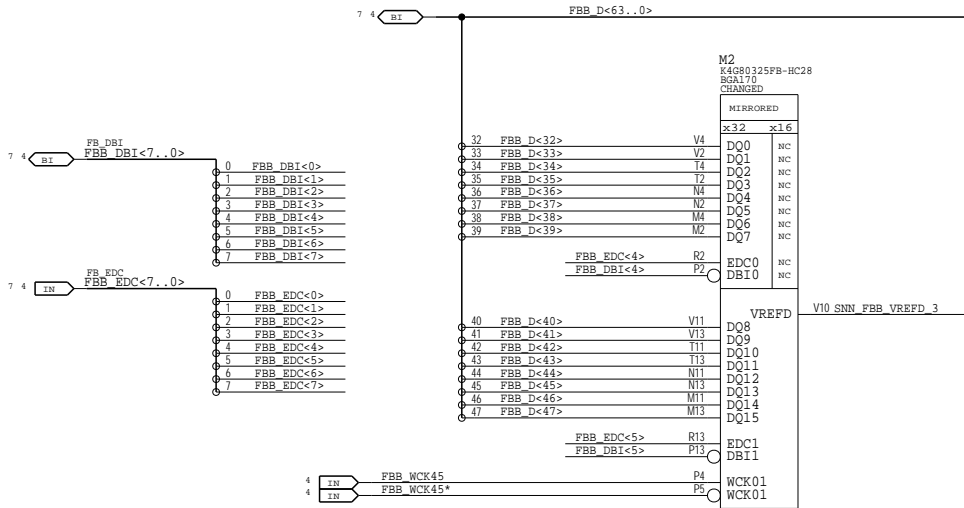 7 4 BI FBB_D<63..0>
M2
K4G80325FB-HC28
BGA170
CHANGED
MIRRORED
x32 x16
32 FBB_D<32> V4 DQ0 NC
33 FBB_D<33> V2 DQ1 NC
34 FBB_D<34> T4 DQ2 NC
35 FBB_D<35> T2 DQ3 NC
36 FBB_D<36> N4 DQ4 NC
37 FBB_D<37> N2 DQ5 NC
38 FBB_D<38> M4 DQ6 NC
39 FBB_D<39> M2 DQ7 NC
FBB_EDC<4> R2 EDC0 NC
FBB_DBI<4> P2 DBI0 NC
FB_DBI
7 4 BI FBB_DBI<7..0>
0 FBB_DBI<0>
1 FBB_DBI<1>
2 FBB_DBI<2>
3 FBB_DBI<3>
4 FBB_DBI<4>
5 FBB_DBI<5>
6 FBB_DBI<6>
7 FBB_DBI<7>
FB_EDC
7 4 IN FBB_EDC<7..0>
0 FBB_EDC<0>
1 FBB_EDC<1>
2 FBB_EDC<2>
3 FBB_EDC<3>
4 FBB_EDC<4>
5 FBB_EDC<5>
6 FBB_EDC<6>
7 FBB_EDC<7>
VREFD V10 SNN_FBB_VREFD_3
40 FBB_D<40> V11 DQ8
41 FBB_D<41> V13 DQ9
42 FBB_D<42> T11 DQ10
43 FBB_D<43> T13 DQ11
44 FBB_D<44> N11 DQ12
45 FBB_D<45> N13 DQ13
46 FBB_D<46> M11 DQ14
47 FBB_D<47> M13 DQ15
FBB_EDC<5> R13 EDC1
FBB_DBI<5> P13 DBI1
4 IN FBB_WCK45 P4 WCK01
4 IN FBB_WCK45* P5 WCK01